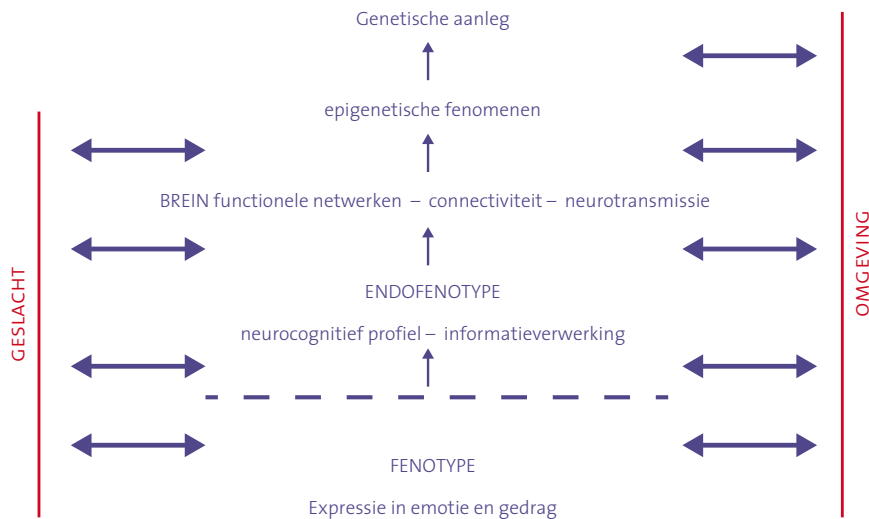 Genetische aanleg
epigenetische fenomenen
BREIN functionele netwerken – connectiviteit – neurotransmissie
ENDOFENOTYPE
neurocognitief profiel – informatieverwerking
FENOTYPE
Expressie in emotie en gedrag
GESLACHT
OMGEVING